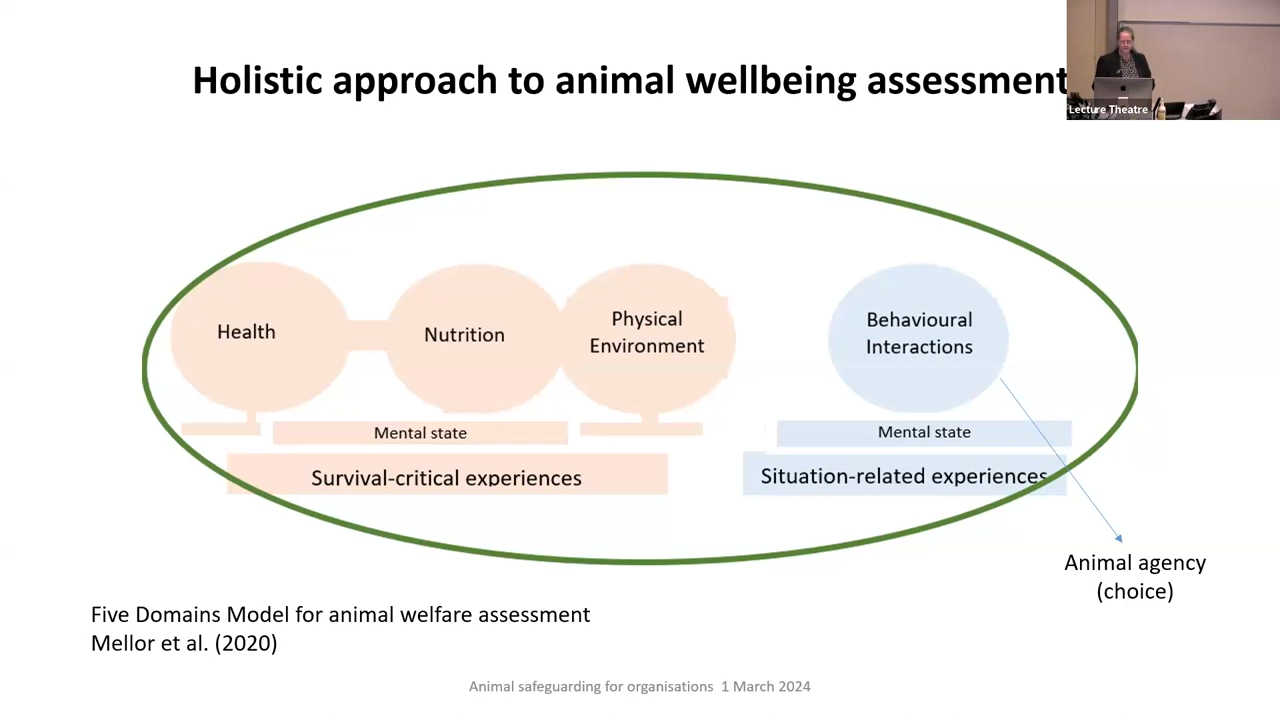 Holistic approach to animal wellbeing assessment
Lecture Theatre
Health
Nutrition
Physical
Environment
Behavioural
Interactions
Mental state
Mental state
Survival-critical experiences
Situation-related experiences
Animal agency
(choice)
Five Domains Model for animal welfare assessment
Mellor et al. (2020)
Animal safeguarding for organisations 1 March 2024